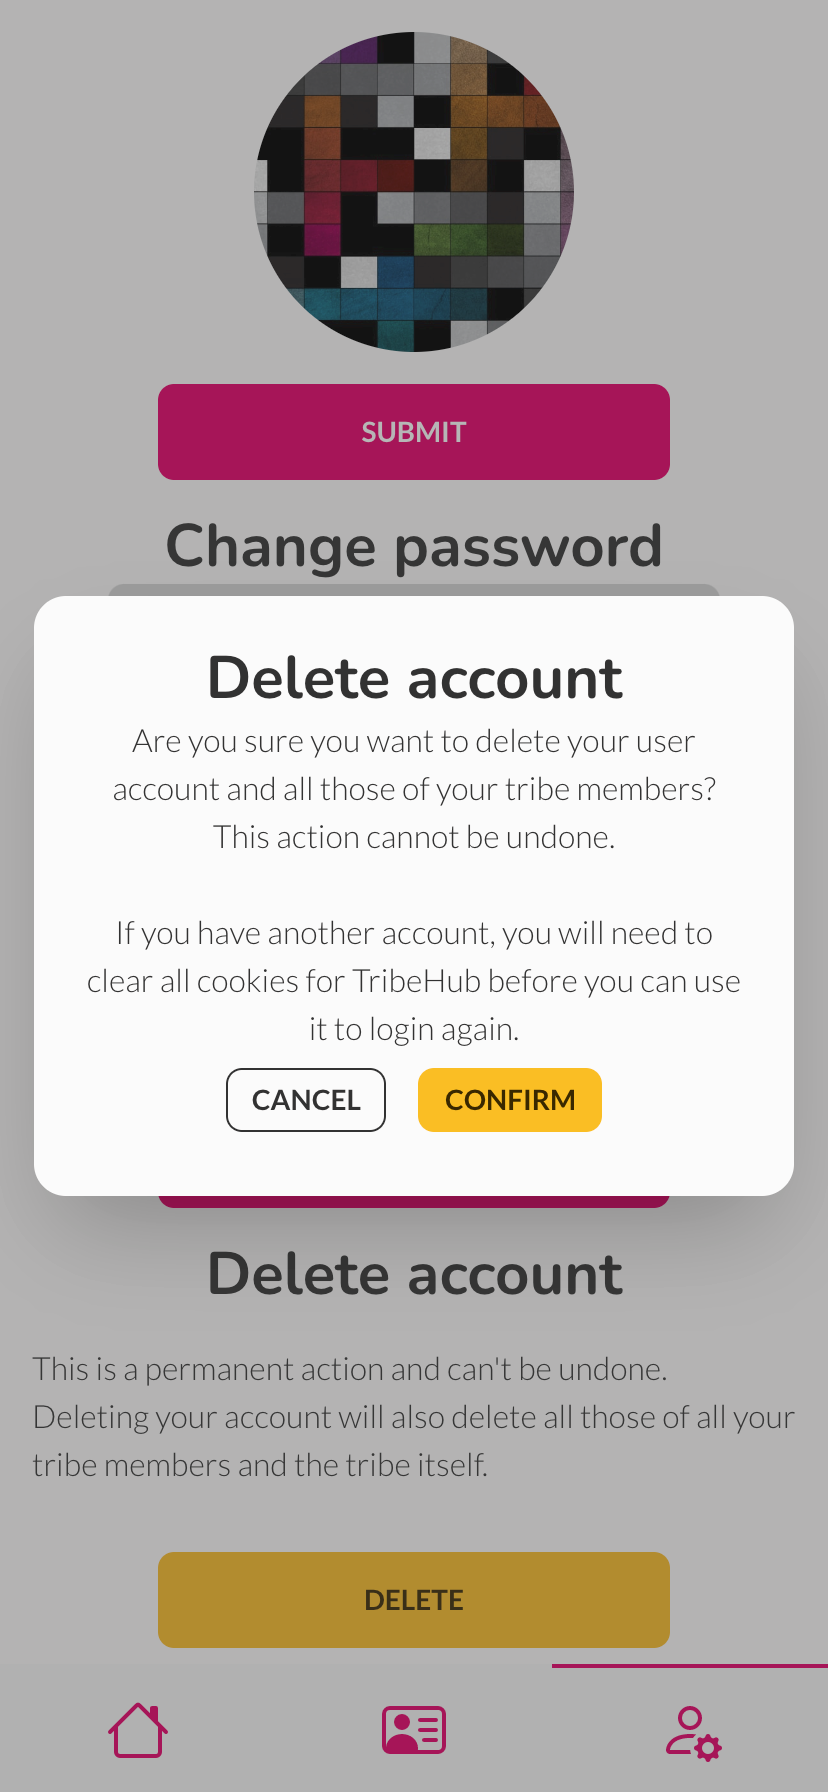 SUBMIT
Change password
Delete account
Are you sure you want to delete your user
account and all those of your tribe members?
This action cannot be undone.
If you have another account, you will need to
clear all cookies for TribeHub before you can use
it to login again.
CANCEL
CONFIRM
Delete account
This is a permanent action and can't be undone.
Deleting your account will also delete all those of all your
tribe members and the tribe itself.
DELETE